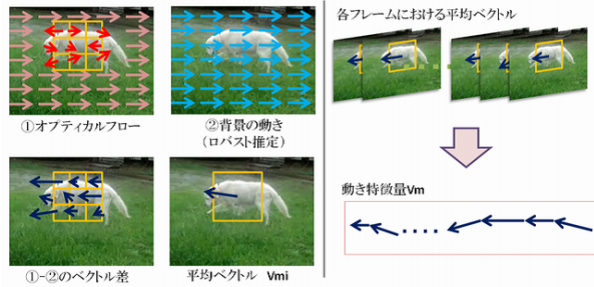 ①オプティカルフロー
②背景の動き
(ロバスト推定)
①-②のベクトル差
平均ベクトル Vmi
各フレームにおける平均ベクトル
動き特徴量Vm